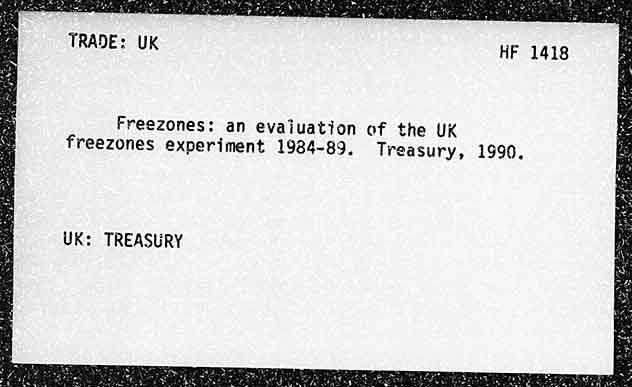 TRADE: UK
HF 1418
Freezones: an evaluation of the UK
freezones experiment 1984-89. Treasury, 1990.
UK: TREASURY